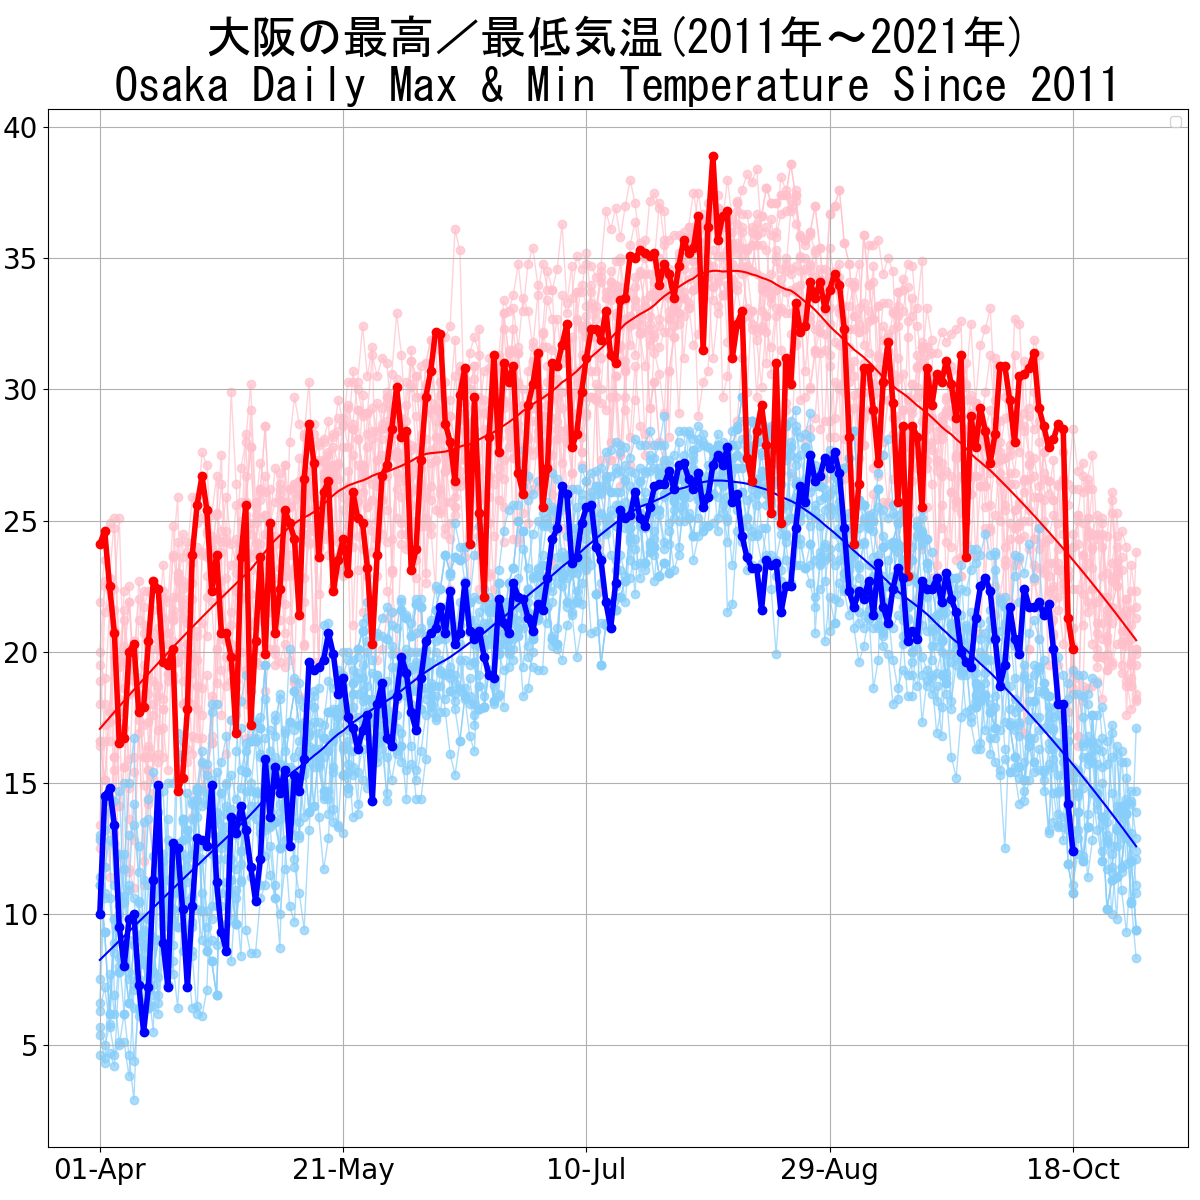 大阪の最高／最低気温(2011年〜2021年)
Osaka Daily Max & Min Temperature Since 2011
40
35
30
25
20
15
10
5
01-Apr 21-May 10-Jul 29-Aug 18-Oct